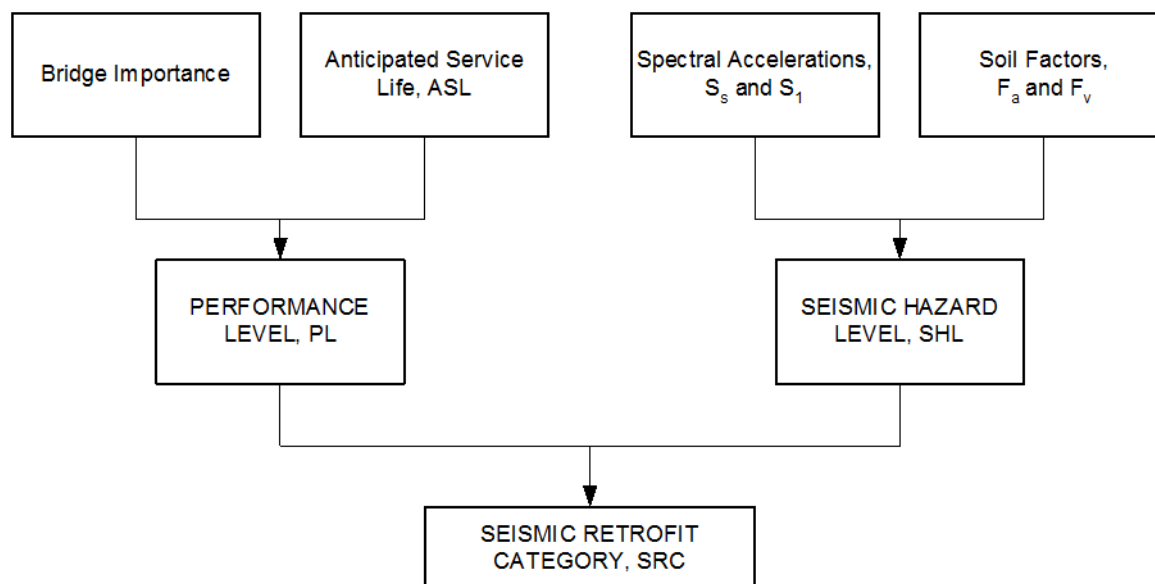 Bridge Importance
Anticipated Service
Life, ASL
Spectral Accelerations,
Sₛ and S₁
Soil Factors,
Fₐ and Fᵥ
PERFORMANCE
LEVEL, PL
SEISMIC HAZARD
LEVEL, SHL
SEISMIC RETROFIT
CATEGORY, SRC